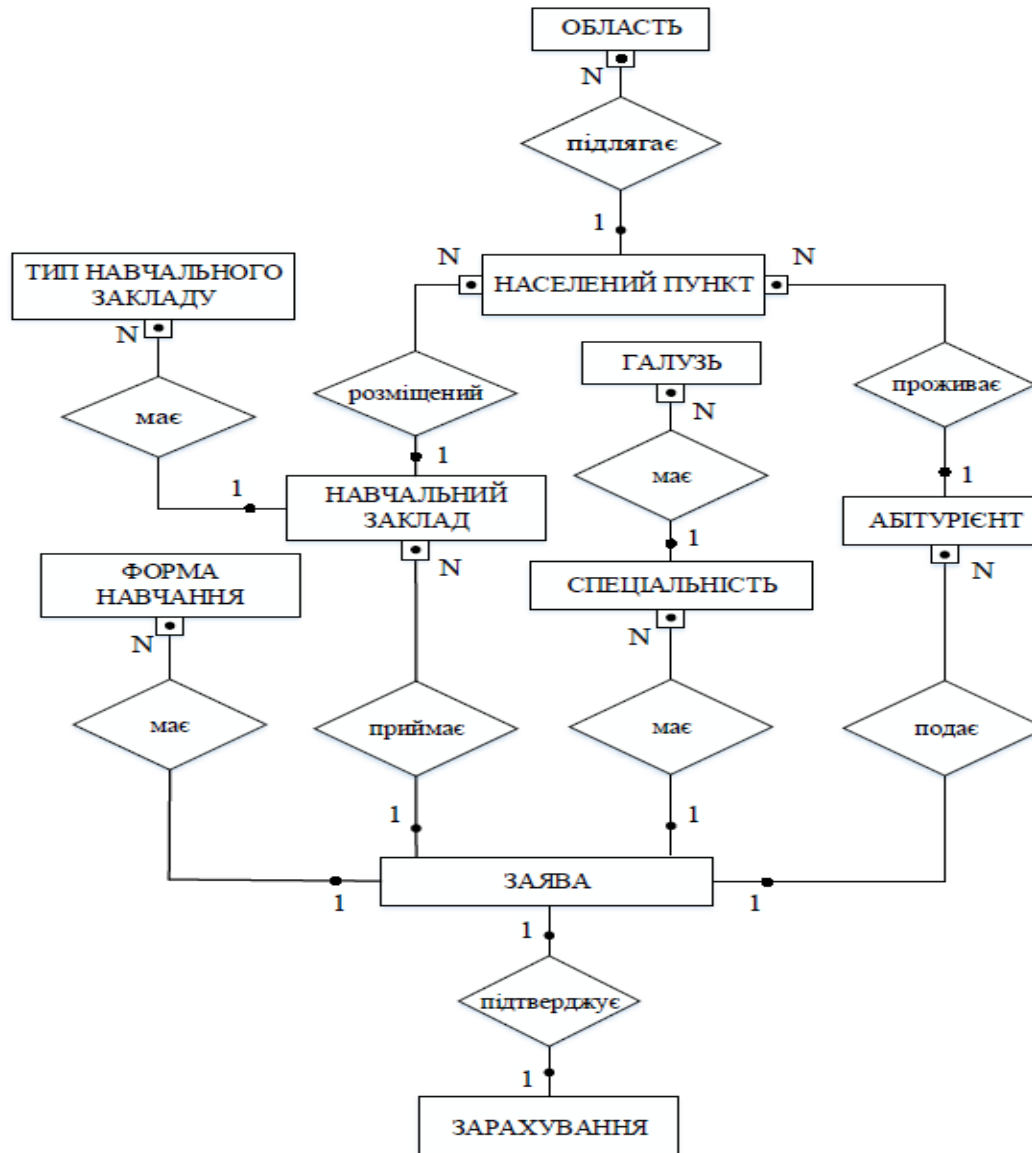 ОБЛАСТЬ
N
підлягає
1
N
N
ТИП НАВЧАЛЬНОГО
ЗАКЛАДУ
НАСЕЛЕНИЙ ПУНКТ
N
ГАЛУЗЬ
розміщений
N
проживає
має
має
1
1
1
1
НАВЧАЛЬНИЙ
ЗАКЛАД
АБІТУРІЄНТ
ФОРМА
НАВЧАННЯ
N
СПЕЦІАЛЬНІСТЬ
N
N
N
має
приймає
має
подає
1
1
ЗАЯВА
1
1
1
підтверджує
1
ЗАРАХУВАННЯ